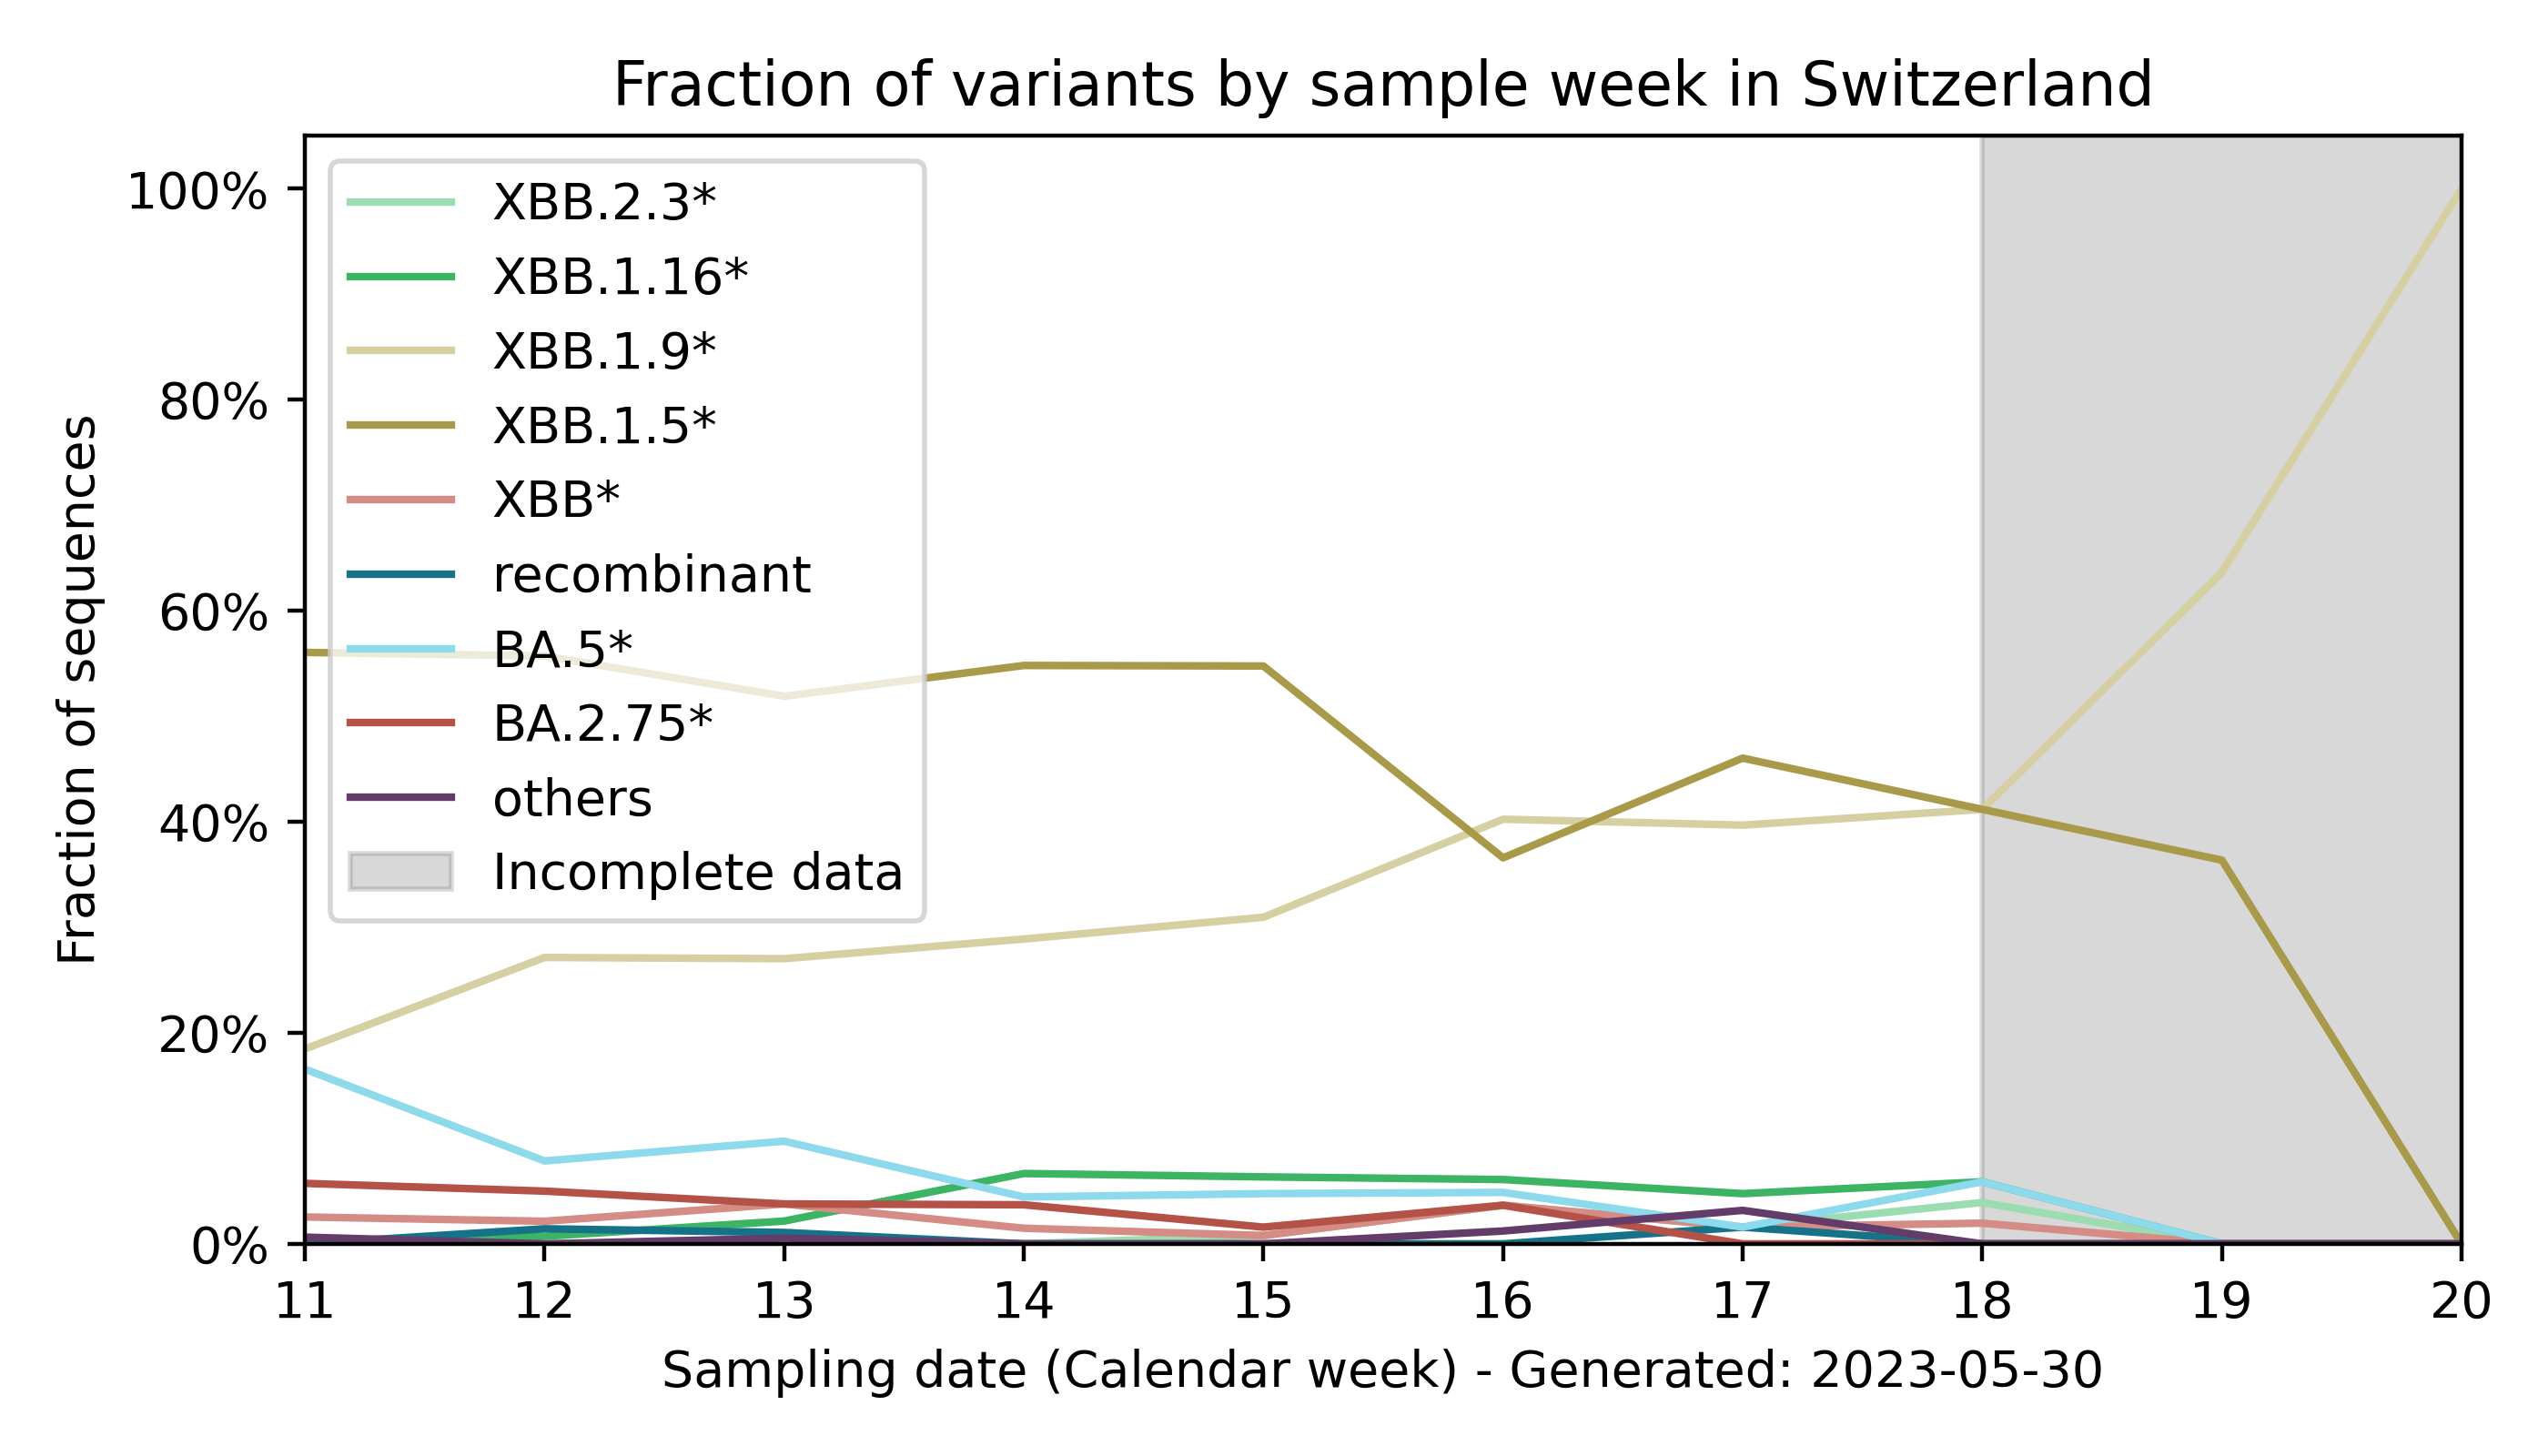 Fraction of variants by sample week in Switzerland
Fraction of sequences
100%
80%
60%
40%
20%
0%
XBB.2.3*
XBB.1.16*
XBB.1.9*
XBB.1.5*
XBB*
recombinant
BA.5*
BA.2.75*
others
Incomplete data
11 12 13 14 15 16 17 18 19 20
Sampling date (Calendar week) - Generated: 2023-05-30